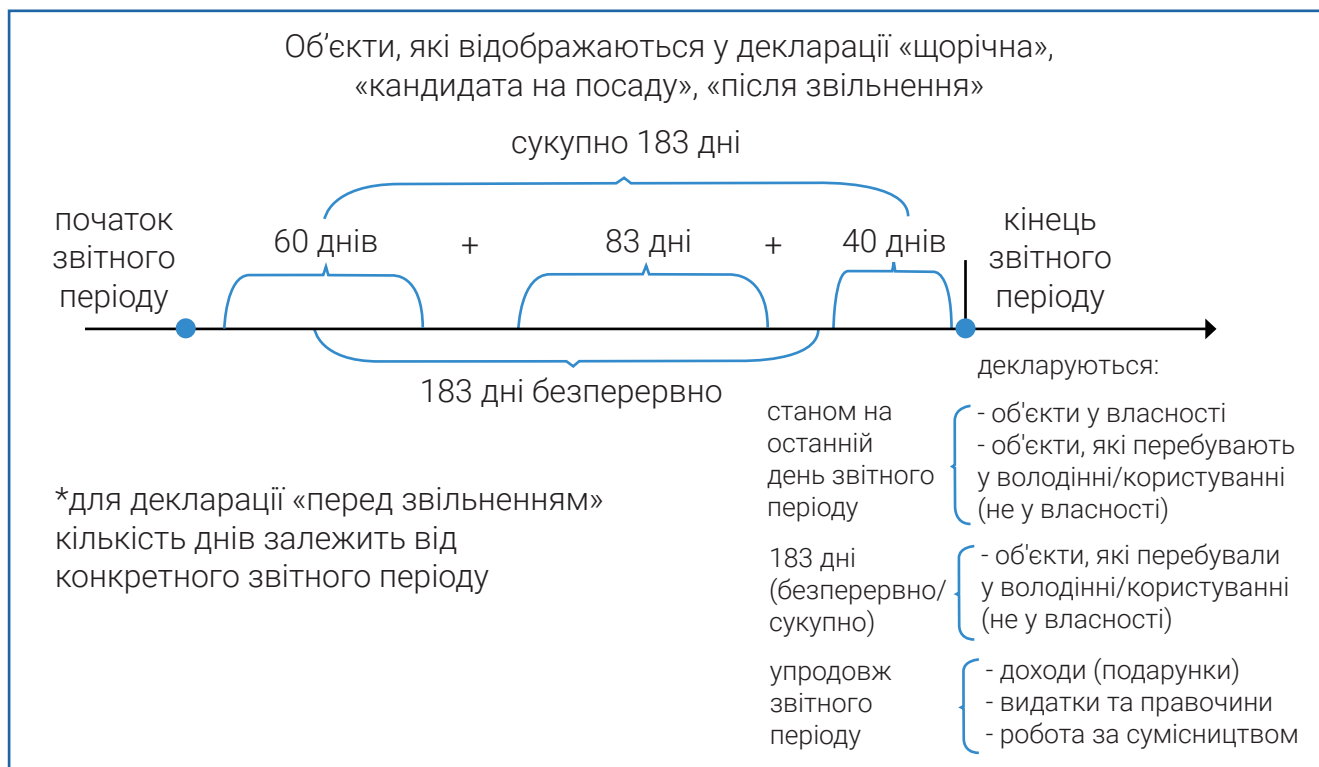 Об’єкти, які відображаються у декларації «щорічна»,
«кандидата на посаду», «після звільнення»
сукупно 183 дні
початок
звітного
періоду
60 днів + 83 дні + 40 днів
кінець
звітного
періоду
183 дні безперервно
декларуються:
станом на
останній
день звітного
періоду
- об'єкти у власності
- об'єкти, які перебувають
у володінні/користуванні
(не у власності)
*для декларації «перед звільненням»
кількість днів залежить від
конкретного звітного періоду
183 дні
(безперервно/
сукупно)
- об'єкти, які перебували
у володінні/користуванні
(не у власності)
упродовж
звітного
періоду
- доходи (подарунки)
- видатки та правочини
- робота за сумісництвом